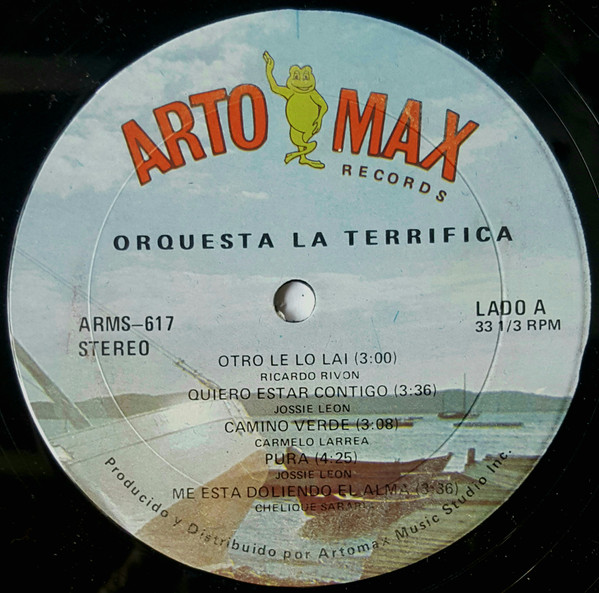 ARTO MAX
RECORDS
ORQUESTA LA TERRIFICA
ARMS-617
STEREO
LADO A
33 1/3 RPM
OTRO LE LO LAI (3:00)
RICARDO RIVON
QUIERO ESTAR CONTIGO (3:36)
JOSSIE LEON
CAMINO VERDE (3:08)
CARMELO LARREA
PURA (4:25)
JOSSIE LEON
ME ESTA DOLIENDO EL ALMA (3:36)
CHELIQUE
Producido y Distribuido por Artomax Music Studio Inc.